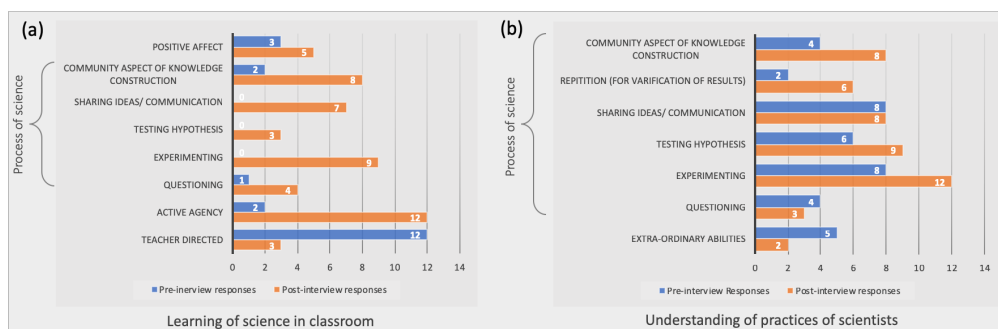 (a)
Process of science
POSITIVE AFFECT
3
5
COMMUNITY ASPECT OF KNOWLEDGE
CONSTRUCTION
2
8
SHARING IDEAS/ COMMUNICATION
0
7
TESTING HYPOTHESIS
0
3
EXPERIMENTING
0
9
QUESTIONING
1
4
ACTIVE AGENCY
2
12
TEACHER DIRECTED
12
3
0 2 4 6 8 10 12 14
Pre-inerview responses Post-interview responses
Learning of science in classroom
(b)
Process of science
COMMUNITY ASPECT OF KNOWLEDGE
CONSTRUCTION
4
8
REPITITION (FOR VARIFICATION OF RESULTS)
2
6
SHARING IDEAS/ COMMUNICATION
8
8
TESTING HYPOTHESIS
6
9
EXPERIMENTING
8
12
QUESTIONING
4
3
EXTRA-ORDINARY ABILITIES
5
2
0 2 4 6 8 10 12 14
Pre-interview Responses Post-interview responses
Understanding of practices of scientists